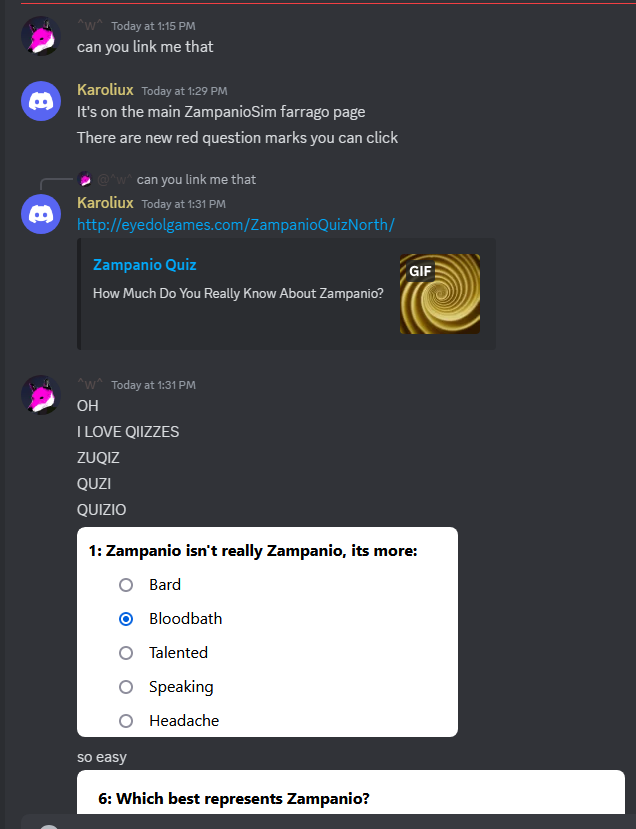 ^w^ Today at 1:15 PM
can you link me that
Karoliux Today at 1:29 PM
It's on the main ZampanioSim farrago page
There are new red question marks you can click
@^w^ can you link me that
Karoliux Today at 1:31 PM
http://eyedolgames.com/ZampanioQuizNorth/
Zampanio Quiz
GIF
How Much Do You Really Know About Zampanio?
^w^ Today at 1:31 PM
OH
I LOVE QIIZZES
ZUQIZ
QUZI
QUIZIO
1: Zampanio isn't really Zampanio, its more:
Bard
Bloodbath
Talented
Speaking
Headache
so easy
6: Which best represents Zampanio?